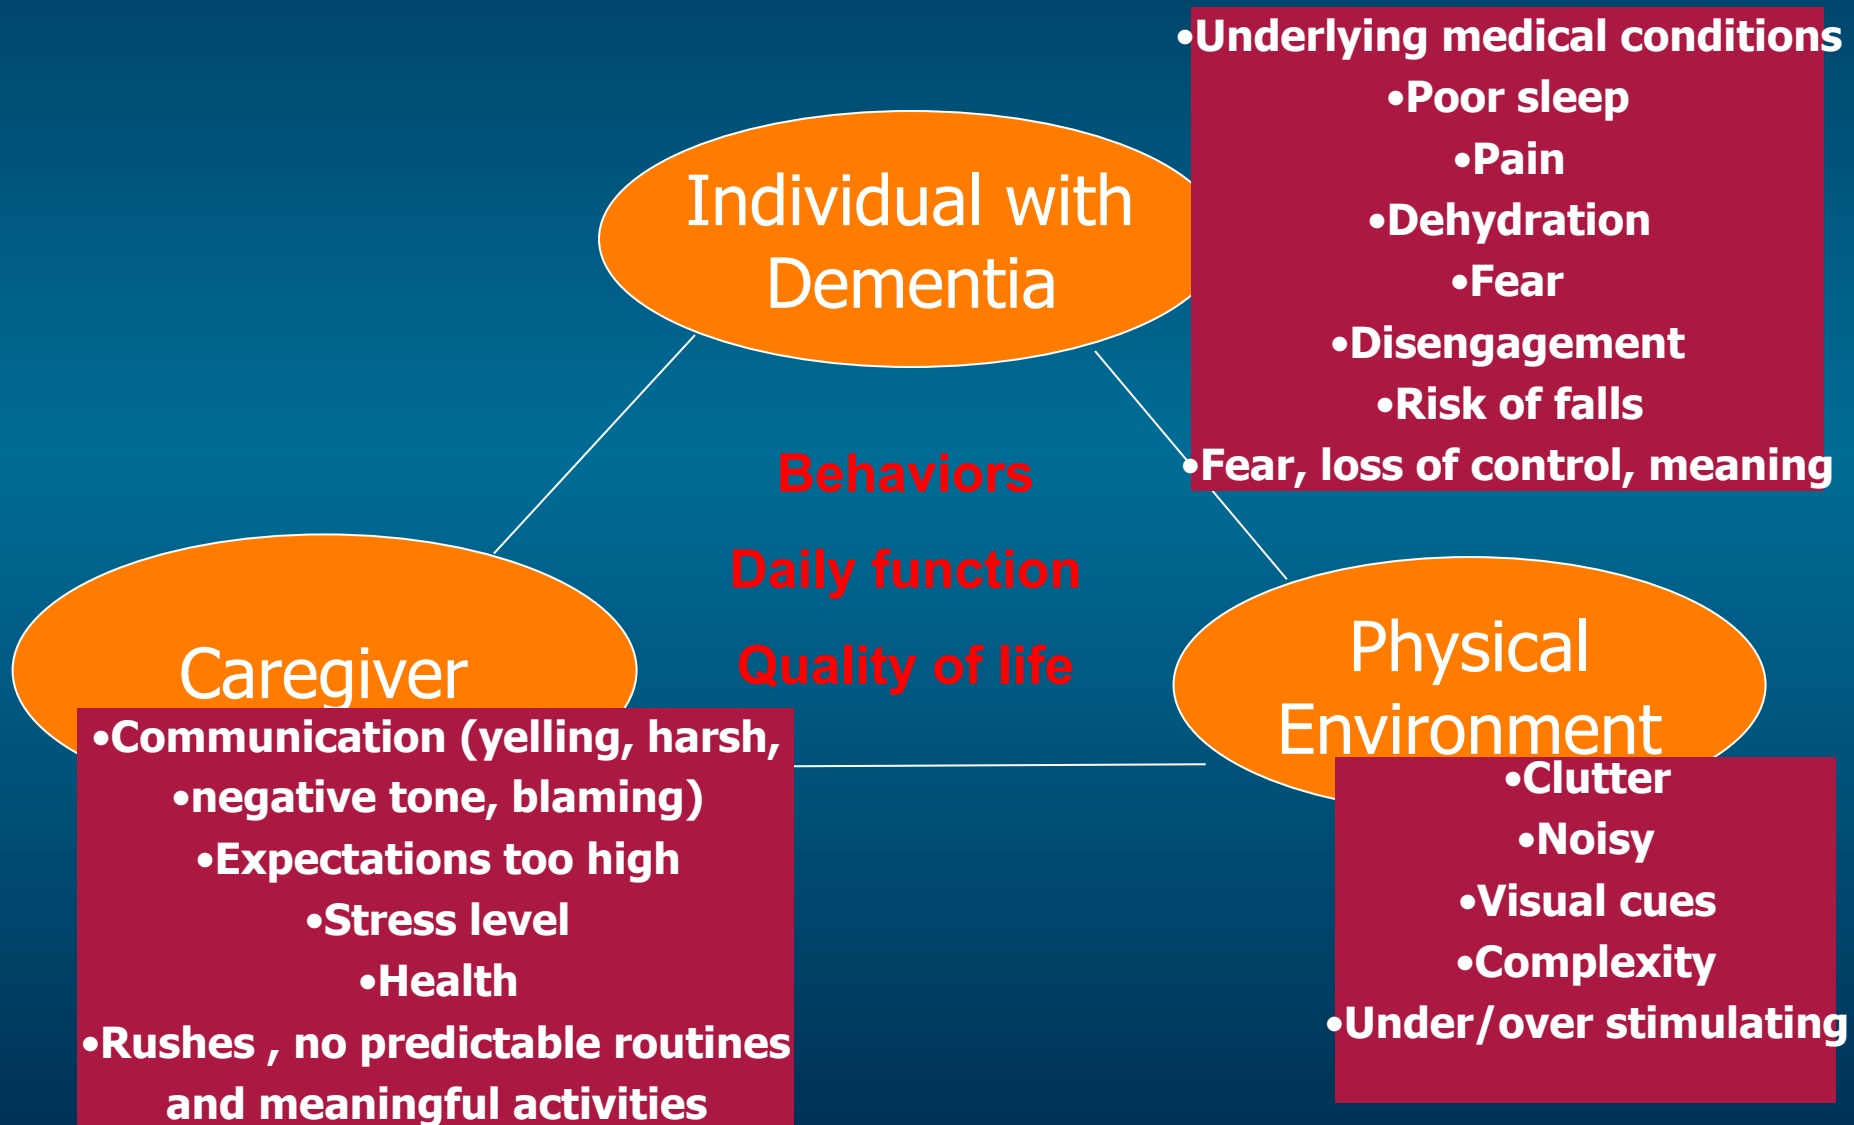 Individual with
Dementia
•Underlying medical conditions
•Poor sleep
•Pain
•Dehydration
•Fear
•Disengagement
•Risk of falls
•Fear, loss of control, meaning
Behaviors
Daily function
Quality of life
Caregiver
•Communication (yelling, harsh,
•negative tone, blaming)
•Expectations too high
•Stress level
•Health
•Rushes , no predictable routines
and meaningful activities
Physical
Environment
•Clutter
•Noisy
•Visual cues
•Complexity
•Under/over stimulating